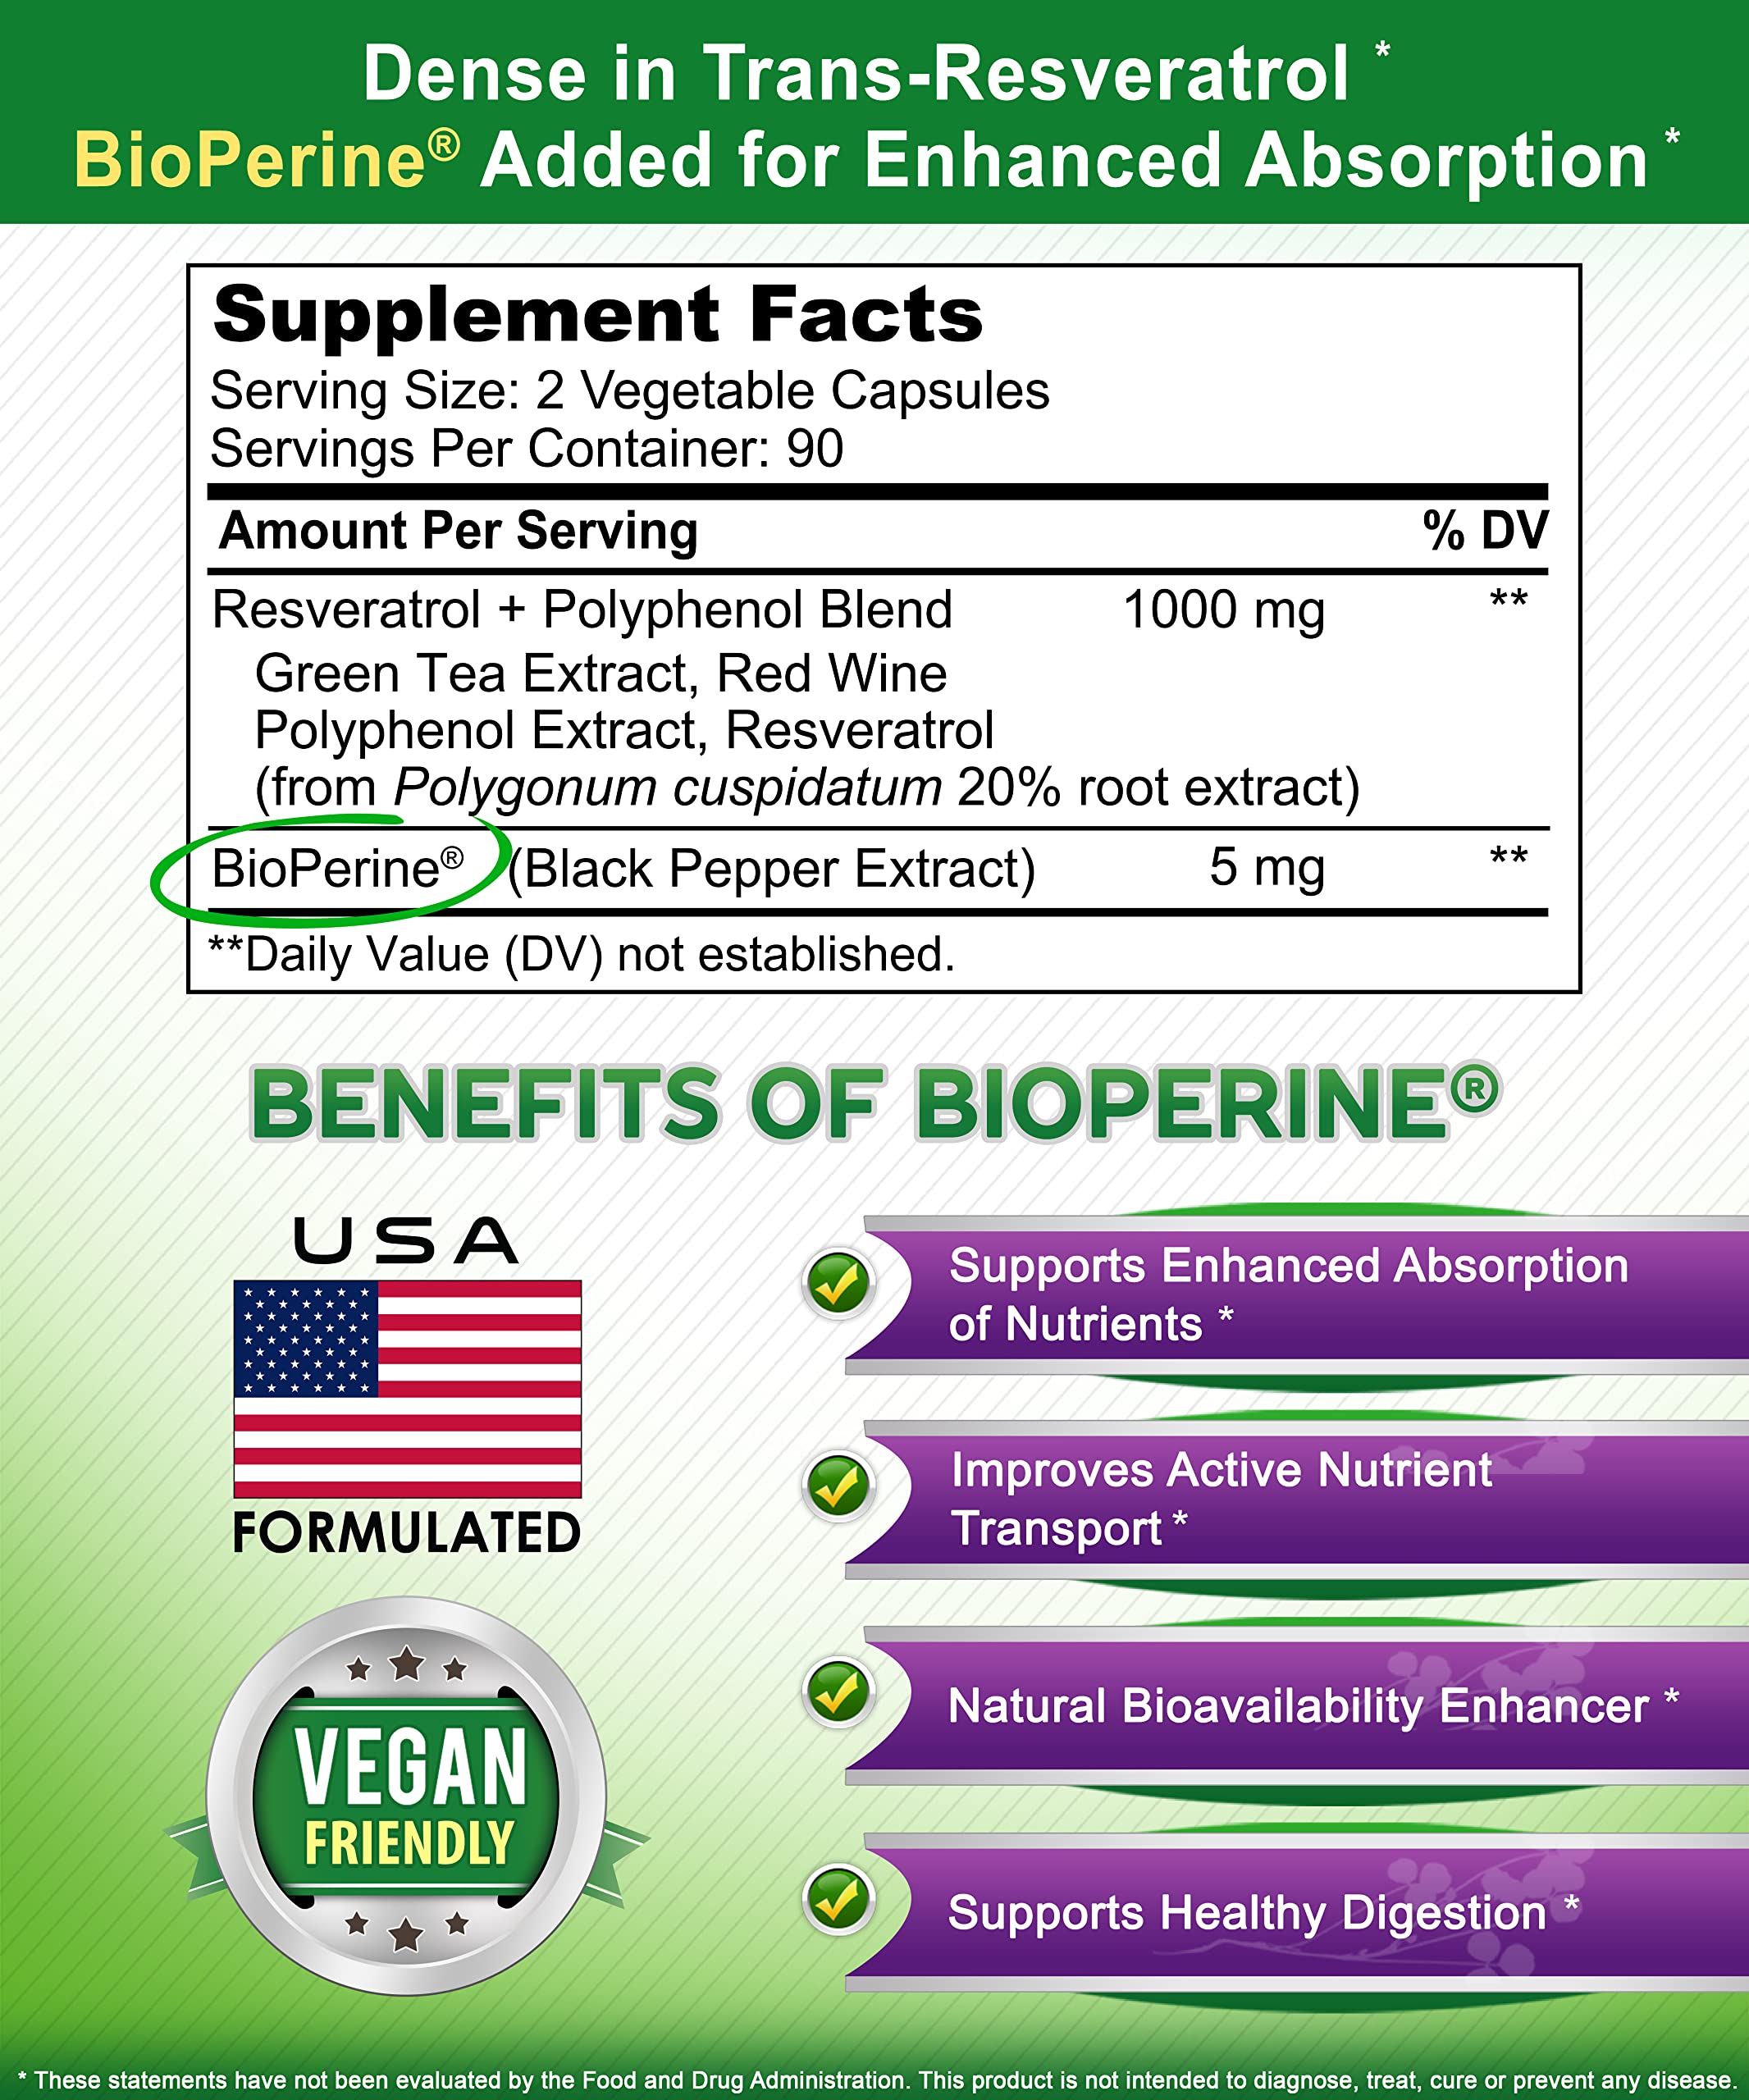 Dense in Trans-Resveratrol *
BioPerine® Added for Enhanced Absorption *
Supplement Facts
Serving Size: 2 Vegetable Capsules
Servings Per Container: 90
Amount Per Serving % DV
Resveratrol + Polyphenol Blend 1000 mg **
Green Tea Extract, Red Wine
Polyphenol Extract, Resveratrol
(from Polygonum cuspidatum 20% root extract)
BioPerine® (Black Pepper Extract) 5 mg **
**Daily Value (DV) not established.
BENEFITS OF BIOPERINE®
USA
FORMULATED
VEGAN
FRIENDLY
Supports Enhanced Absorption
of Nutrients *
Improves Active Nutrient
Transport *
Natural Bioavailability Enhancer *
Supports Healthy Digestion *
* These statements have not been evaluated by the Food and Drug Administration. This product is not intended to diagnose, treat, cure or prevent any disease.